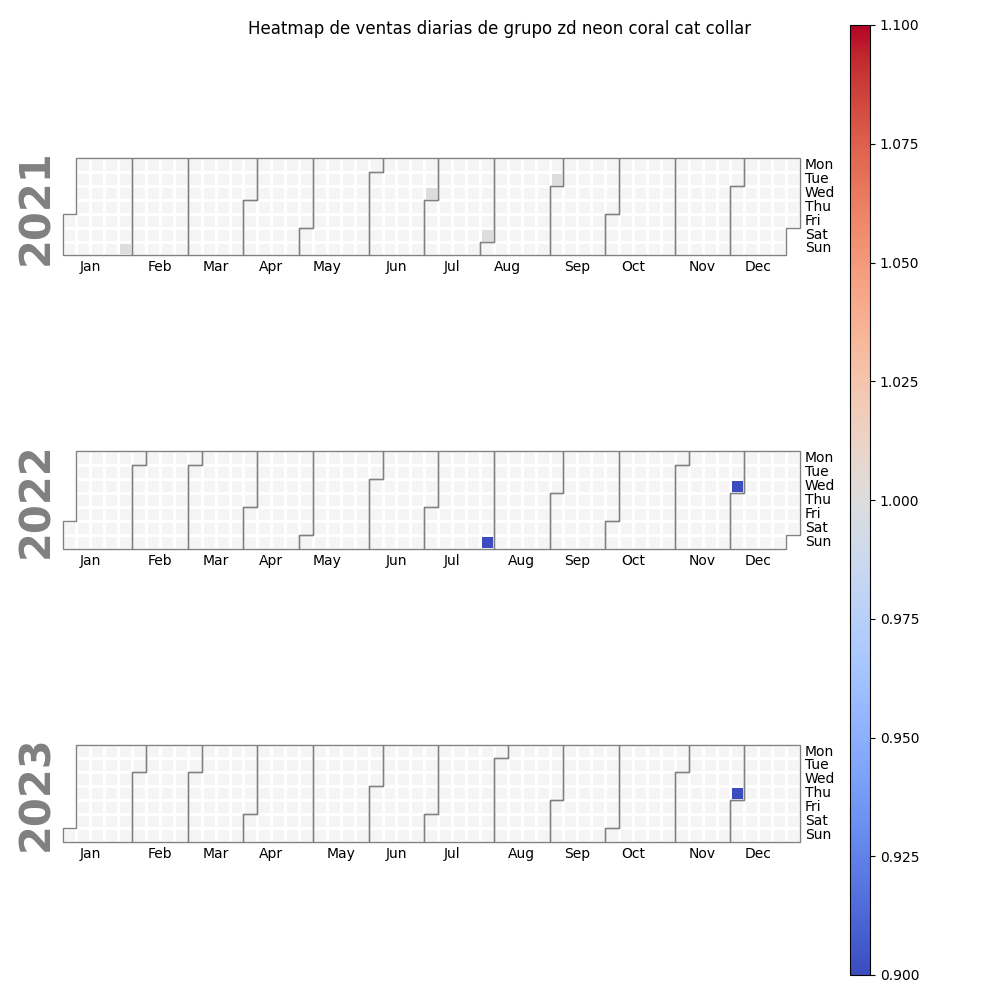 Heatmap de ventas diarias de grupo zd neon coral cat collar
2021
Mon
Tue
Wed
Thu
Fri
Sat
Sun
Jan Feb Mar Apr May Jun Jul Aug Sep Oct Nov Dec
2022
Mon
Tue
Wed
Thu
Fri
Sat
Sun
Jan Feb Mar Apr May Jun Jul Aug Sep Oct Nov Dec
2023
Mon
Tue
Wed
Thu
Fri
Sat
Sun
Jan Feb Mar Apr May Jun Jul Aug Sep Oct Nov Dec
1.100
1.075
1.050
1.025
1.000
0.975
0.950
0.925
0.900